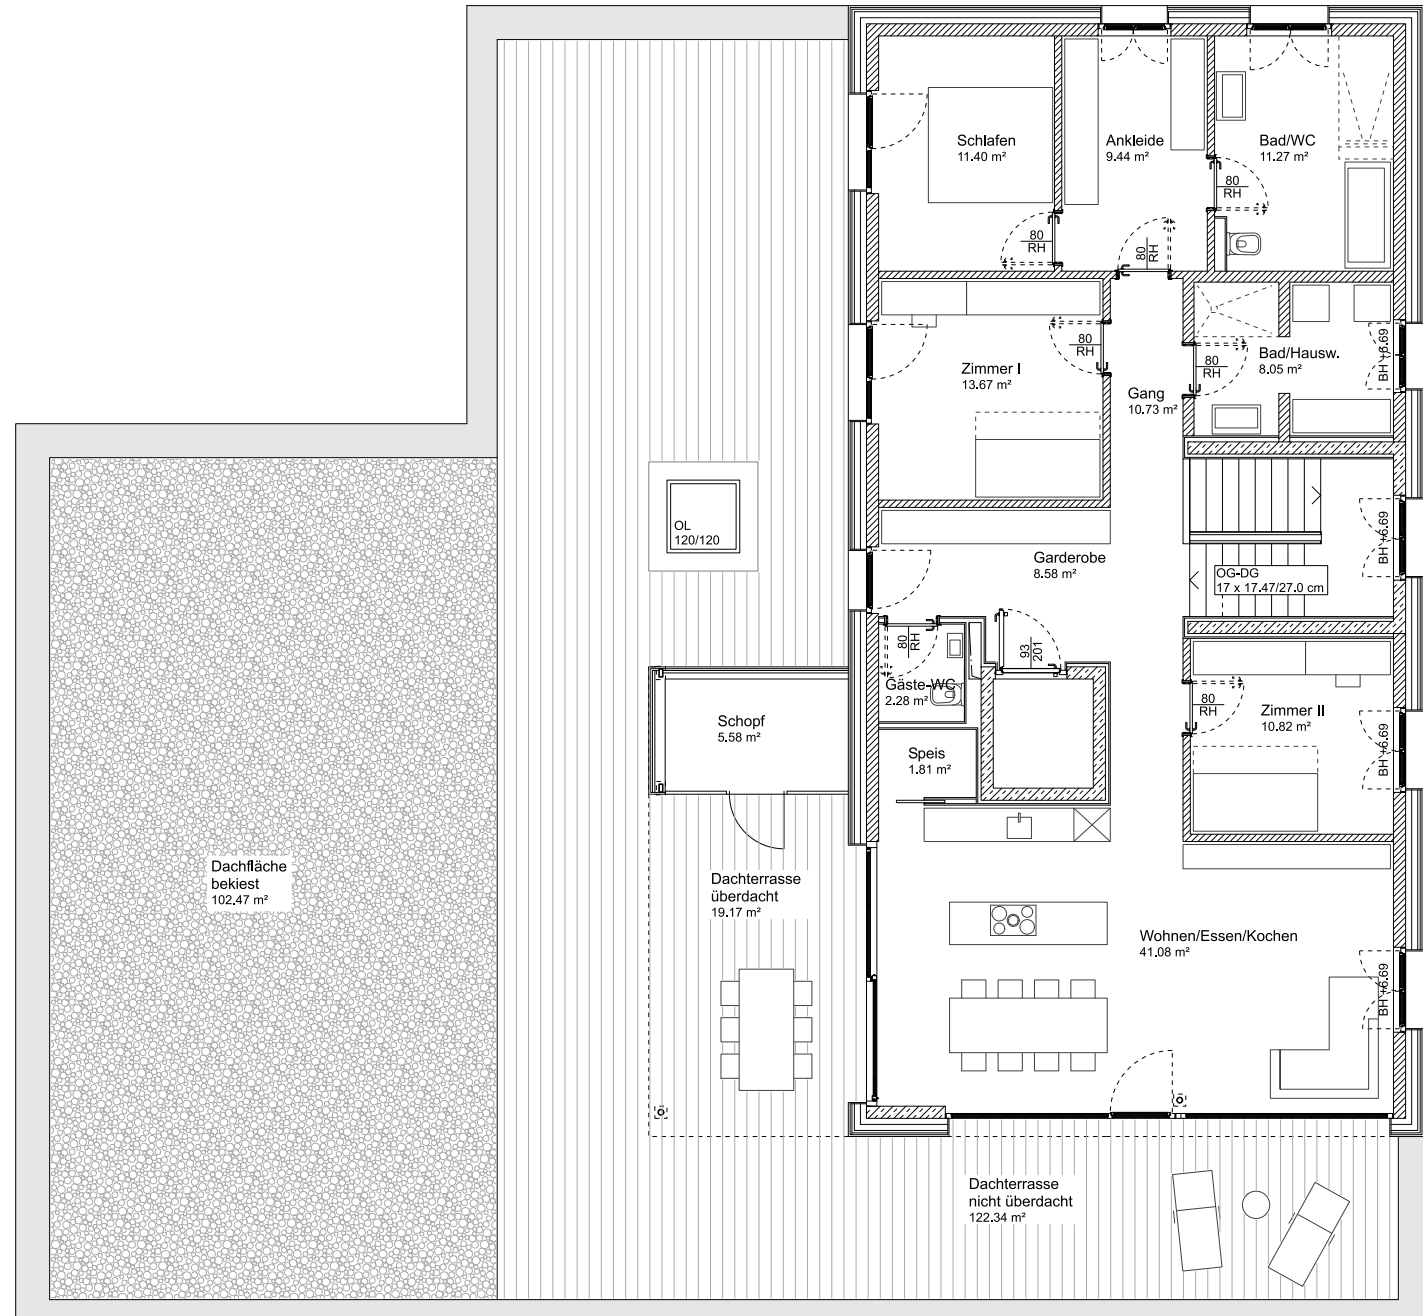 Schlafen
11.40 m²
Ankleide
9.44 m²
Bad/WC
11.27 m²
80
RH
80
RH
80
RH
Zimmer I
13.67 m²
80
RH
80
RH
Bad/Hausw.
8.05 m²
BH +6.69
Gang
10.73 m²
OL
120/120
Garderobe
8.58 m²
OG-DG
17 x 17.47/27.0 cm
BH +6.69
80
RH
93
201
Gäste-WC
2.28 m²
Schopf
5.58 m²
Speis
1.81 m²
80
RH
Zimmer II
10.82 m²
BH +6.69
Dachfläche
bekiest
102.47 m²
Dachterrasse
überdacht
19.17 m²
Wohnen/Essen/Kochen
41.08 m²
BH +6.69
Dachterrasse
nicht überdacht
122.34 m²